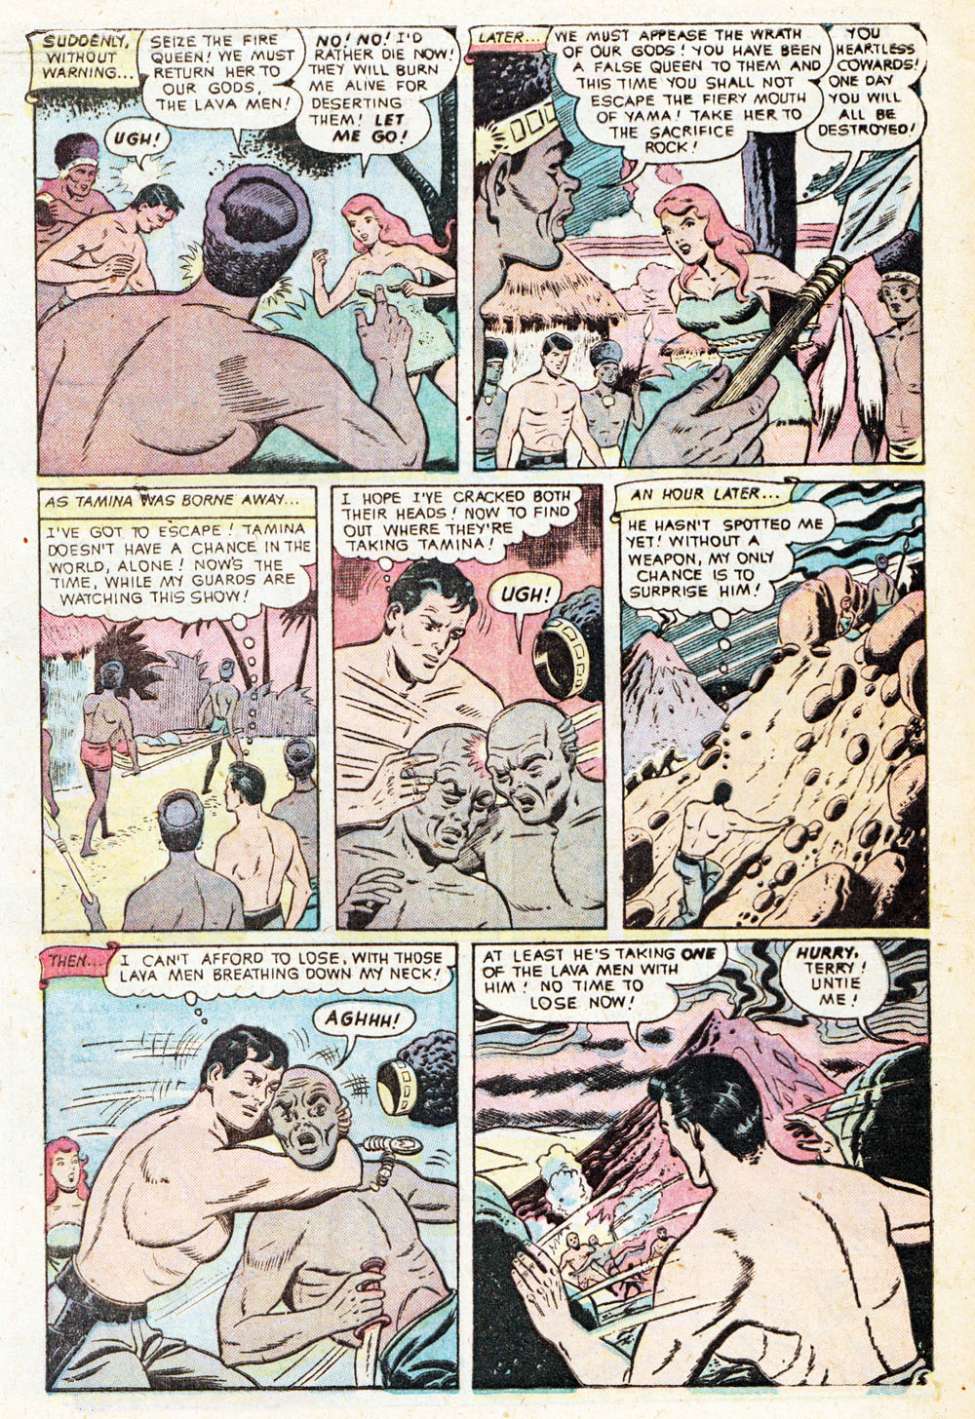 SUDDENLY,
WITHOUT
WARNING...
SEIZE THE FIRE
QUEEN! WE MUST
RETURN HER TO
OUR GODS,
THE LAVA MEN!
NO! NO! I'D
RATHER DIE NOW!
THEY WILL BURN
ME ALIVE FOR
DESERTING
THEM! LET
ME GO!
UGH!
LATER...
WE MUST APPEASE THE WRATH
OF OUR GODS! YOU HAVE BEEN
A FALSE QUEEN TO THEM AND
THIS TIME YOU SHALL NOT
ESCAPE THE FIERY MOUTH
OF YAMA! TAKE HER TO
THE SACRIFICE
ROCK!
YOU
HEARTLESS
COWARDS!
ONE DAY
YOU WILL
ALL BE
DESTROYED!
AS TAMINA WAS BORNE AWAY...
I'VE GOT TO ESCAPE! TAMINA
DOESN'T HAVE A CHANCE IN THE
WORLD, ALONE! NOW'S THE
TIME, WHILE MY GUARDS ARE
WATCHING THIS SHOW!
I HOPE I'VE CRACKED BOTH
THEIR HEADS! NOW TO FIND
OUT WHERE THEY'RE
TAKING TAMINA!
UGH!
AN HOUR LATER...
HE HASN'T SPOTTED ME
YET! WITHOUT A
WEAPON, MY ONLY
CHANCE IS TO
SURPRISE HIM!
THEN...
I CAN'T AFFORD TO LOSE, WITH THOSE
LAVA MEN BREATHING DOWN MY NECK!
AGHHH!
AT LEAST HE'S TAKING ONE
OF THE LAVA MEN WITH
HIM! NO TIME TO
LOSE NOW!
HURRY,
TERRY!
UNTIE
ME!
5